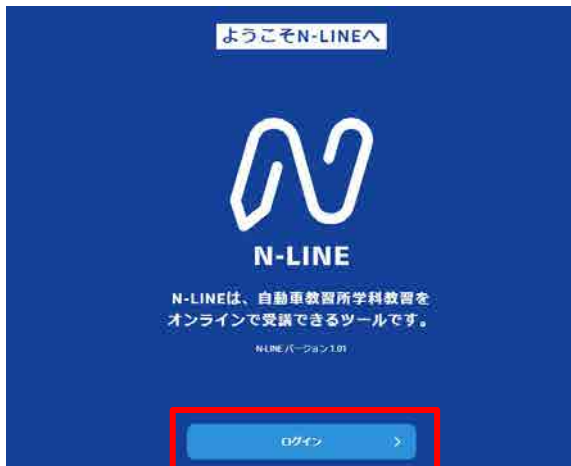 ようこそN-LINEへ
N-LINE
N-LINEは、自動車教習所学科教習を
オンラインで受講できるツールです。
N-LINE バージョン 1.01
ログイン